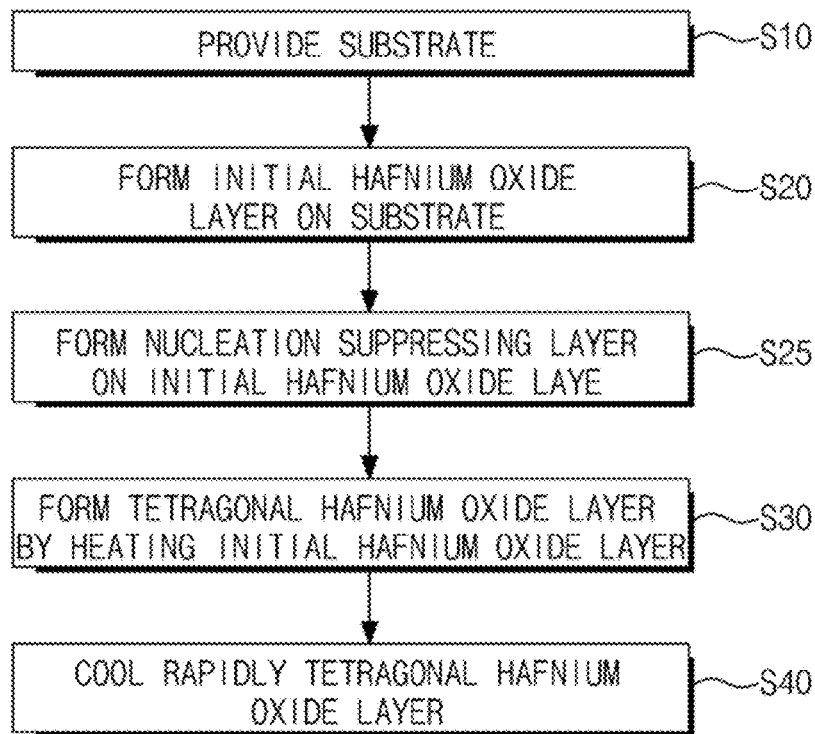 PROVIDE SUBSTRATE
S10
FORM INITIAL HAFNIUM OXIDE
LAYER ON SUBSTRATE
S20
FORM NUCLEATION SUPPRESSING LAYER
ON INITIAL HAFNIUM OXIDE LAYE
S25
FORM TETRAGONAL HAFNIUM OXIDE LAYER
BY HEATING INITIAL HAFNIUM OXIDE LAYER
S30
COOL RAPIDLY TETRAGONAL HAFNIUM
OXIDE LAYER
S40